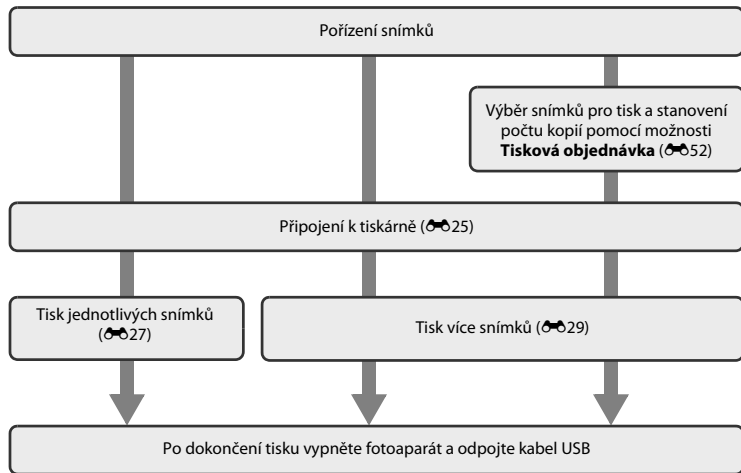 Pořízení snímků
Výběr snímků pro tisk a stanovení
počtu kopií pomocí možnosti
Tisková objednávka (52)
Připojení k tiskárně (25)
Tisk jednotlivých snímků
(27)
Tisk více snímků (29)
Po dokončení tisku vypněte fotoaparát a odpojte kabel USB